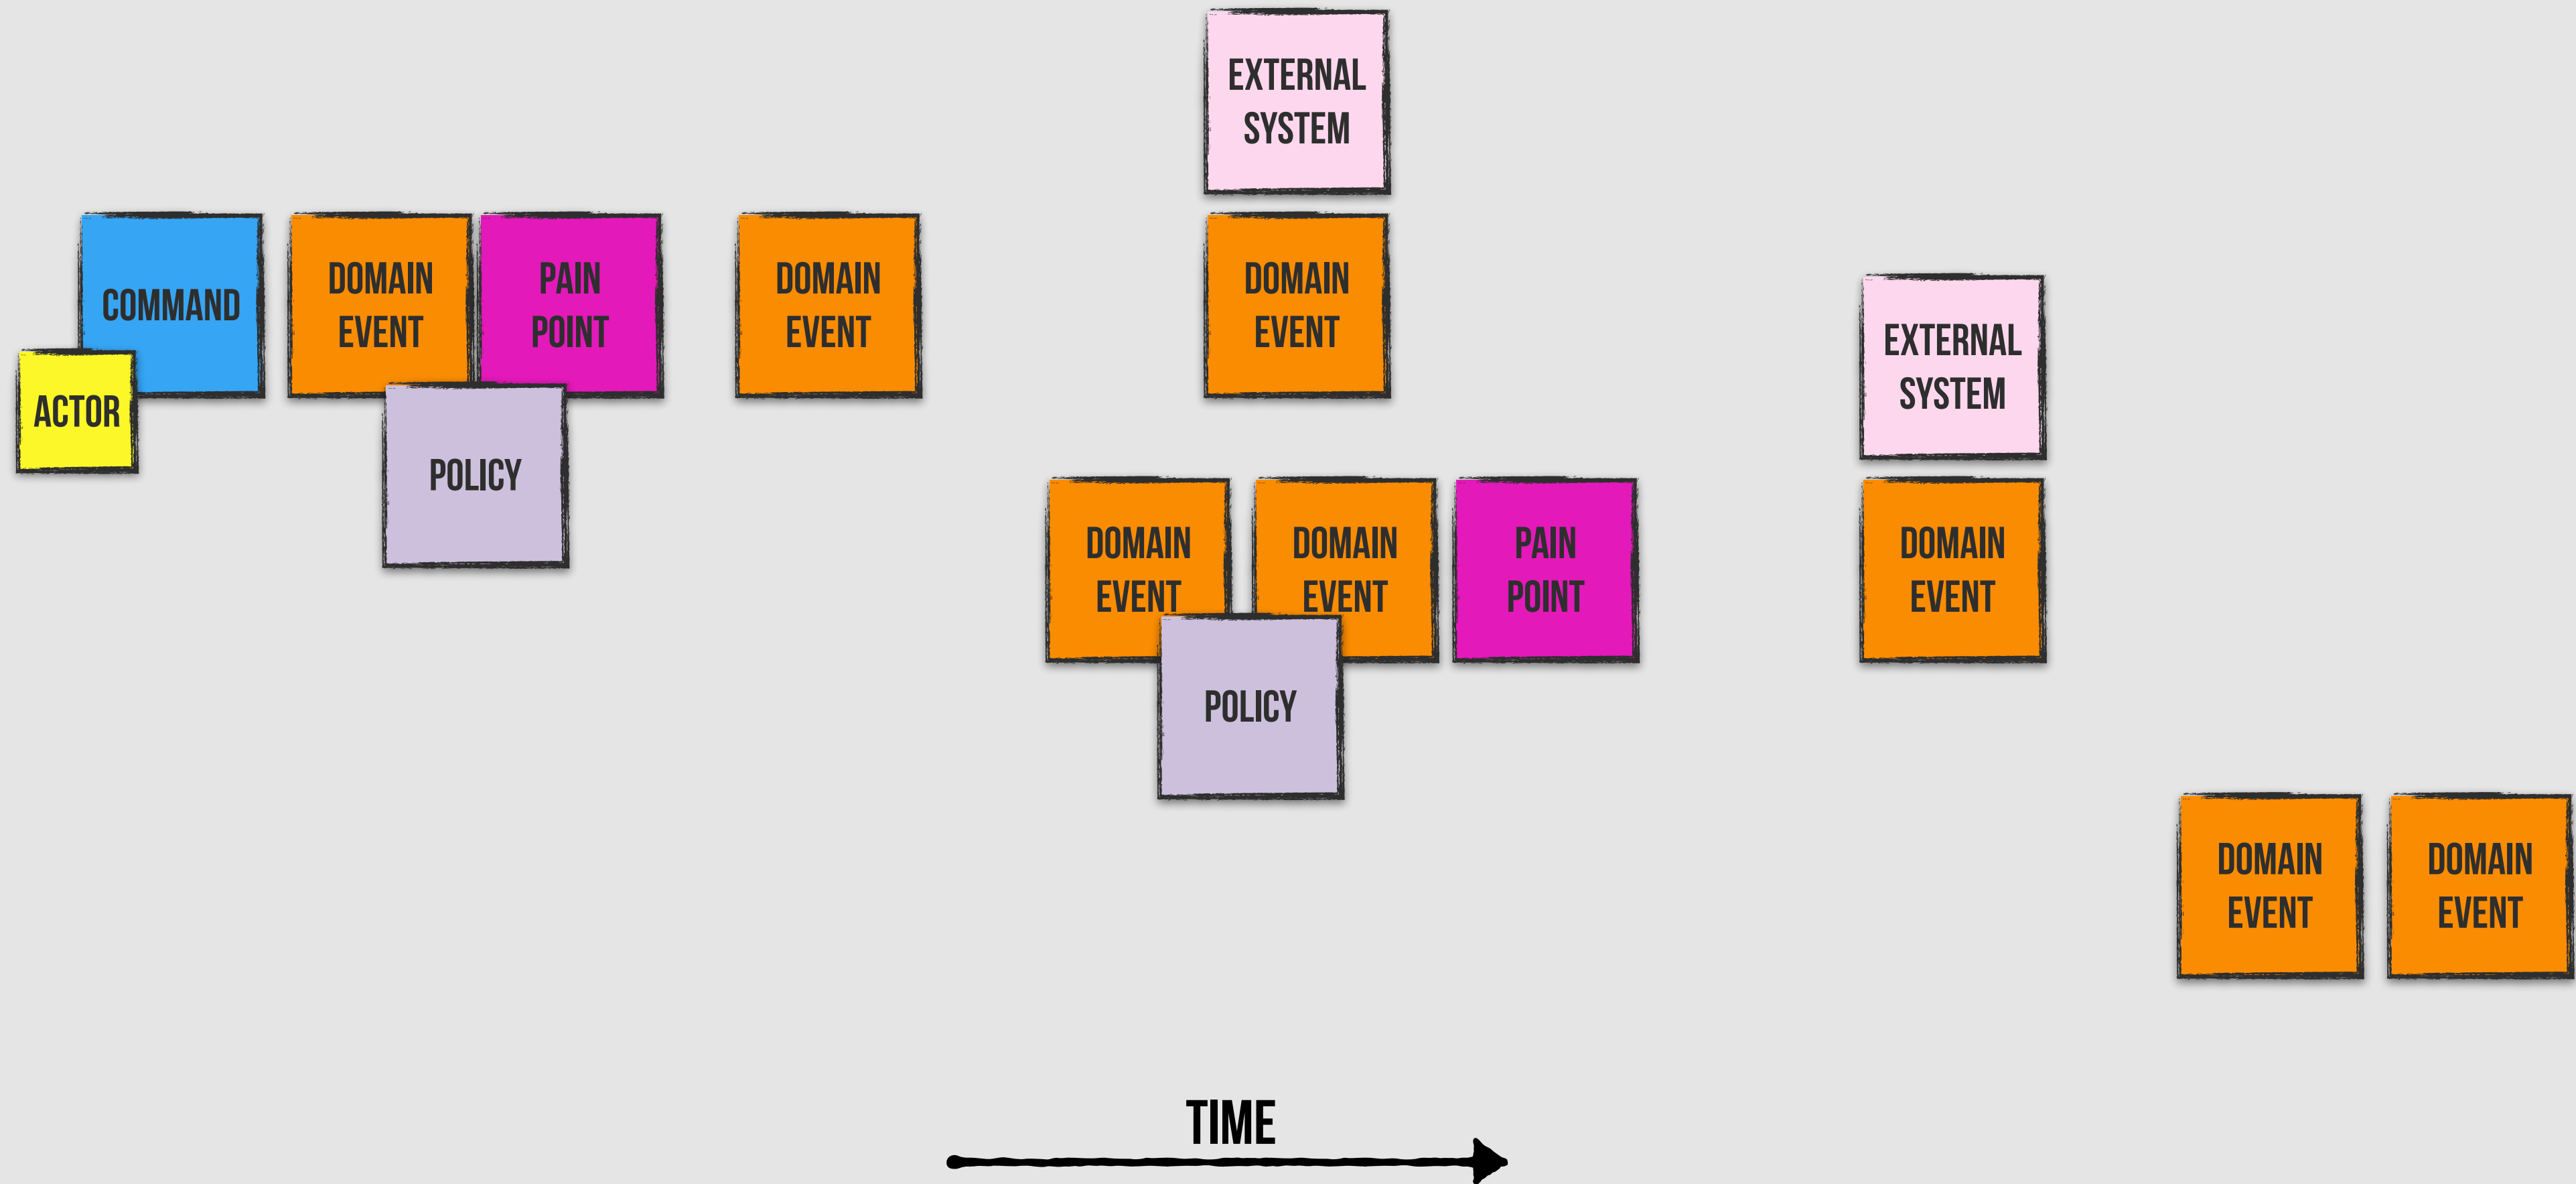 EXTERNAL
SYSTEM
COMMAND
DOMAIN
EVENT
PAIN
POINT
DOMAIN
EVENT
DOMAIN
EVENT
EXTERNAL
SYSTEM
ACTOR
POLICY
DOMAIN
EVENT
DOMAIN
EVENT
PAIN
POINT
DOMAIN
EVENT
POLICY
DOMAIN
EVENT
DOMAIN
EVENT
TIME